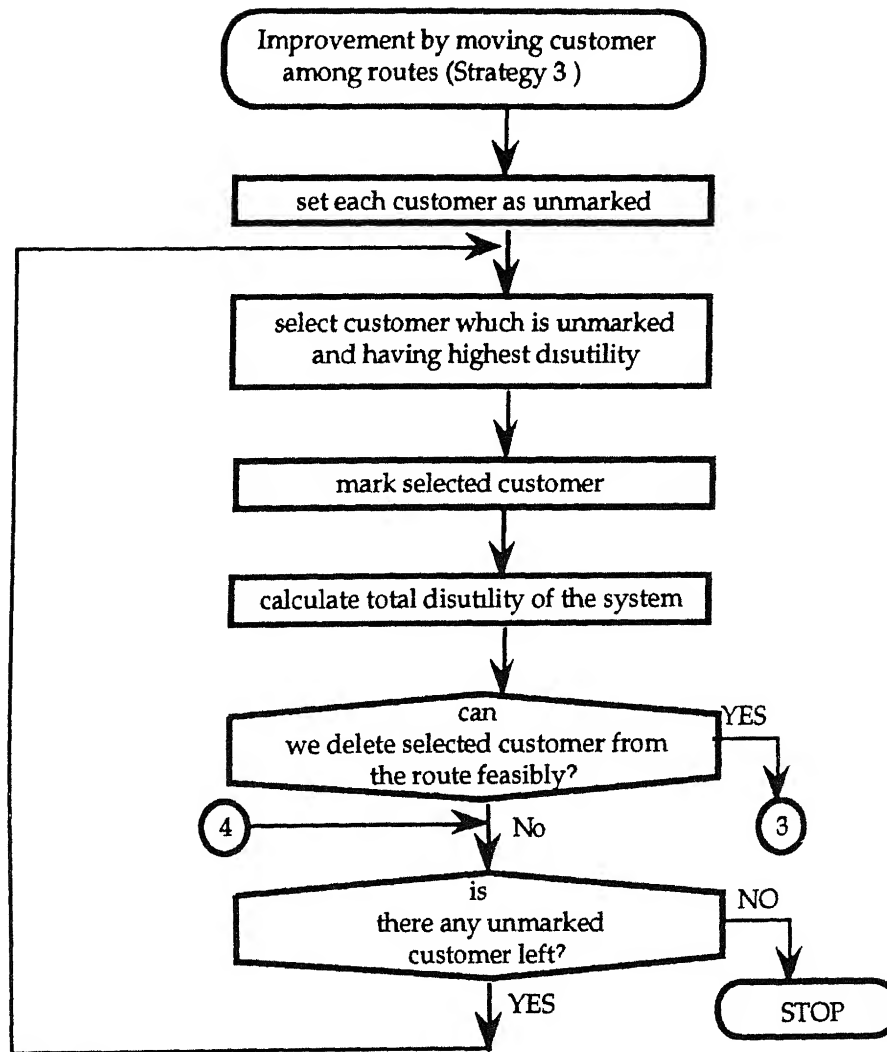 Improvement by moving customer
among routes (Strategy 3 )
set each customer as unmarked
select customer which is unmarked
and having highest disutility
mark selected customer
calculate total disutility of the system
can
we delete selected customer from
the route feasibly?
YES
4
No
3
is
there any unmarked
customer left?
NO
YES
STOP